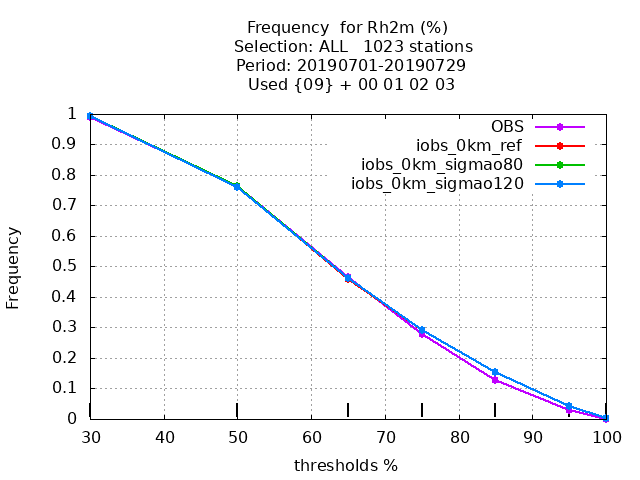 Frequency  for Rh2m (%)
Selection: ALL   1023 stations
Period: 20190701-20190729
Used {09} + 00 01 02 03
OBS
iobs_0km_ref
iobs_0km_sigmao80
iobs_0km_sigmao120
Frequency
1
0.9
0.8
0.7
0.6
0.5
0.4
0.3
0.2
0.1
0
30 40 50 60 70 80 90 100
thresholds %